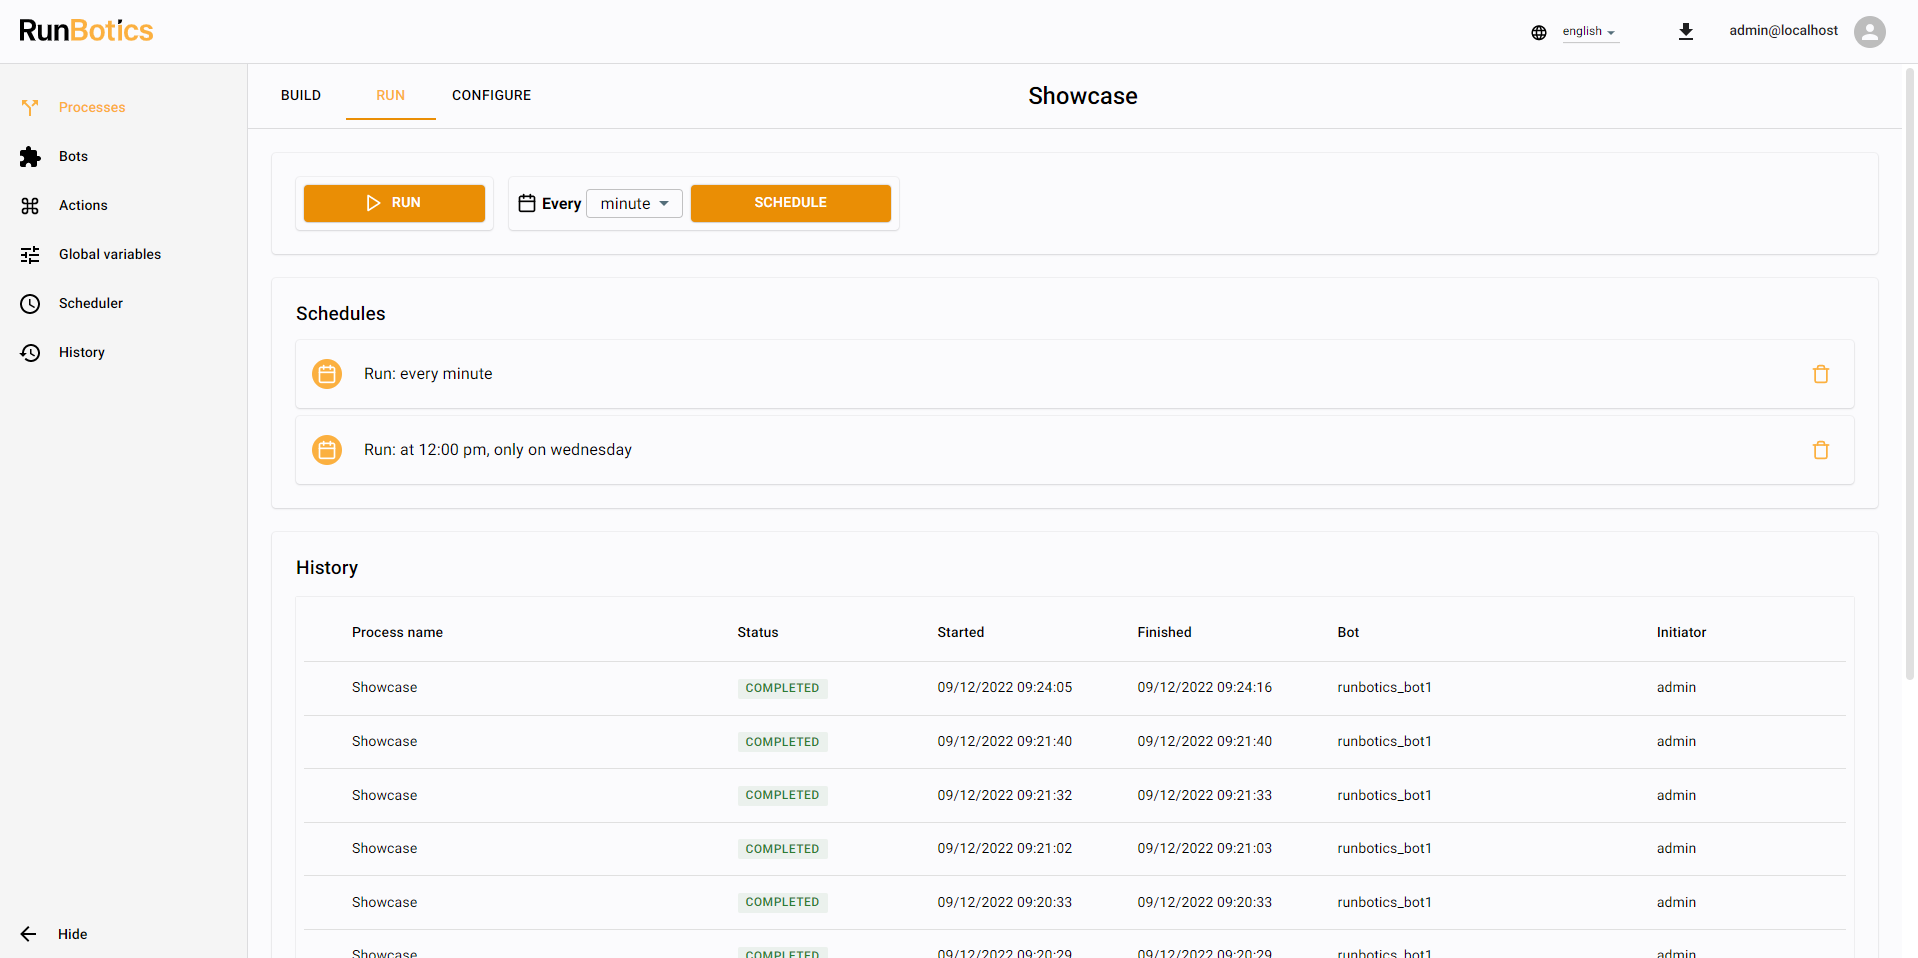 RunBotics
english
admin@localhost
Processes
Bots
Actions
Global variables
Scheduler
History
Hide
BUILD RUN CONFIGURE Showcase
RUN Every minute SCHEDULE
Schedules
Run: every minute
Run: at 12:00 pm, only on wednesday
History
Process name Status Started Finished Bot Initiator
Showcase COMPLETED 09/12/2022 09:24:05 09/12/2022 09:24:16 runbotics_bot1 admin
Showcase COMPLETED 09/12/2022 09:21:40 09/12/2022 09:21:40 runbotics_bot1 admin
Showcase COMPLETED 09/12/2022 09:21:32 09/12/2022 09:21:33 runbotics_bot1 admin
Showcase COMPLETED 09/12/2022 09:21:02 09/12/2022 09:21:03 runbotics_bot1 admin
Showcase COMPLETED 09/12/2022 09:20:33 09/12/2022 09:20:33 runbotics_bot1 admin
Showcase COMPLETED 09/12/2022 09:20:29 09/12/2022 09:20:29 runbotics_bot1 admin